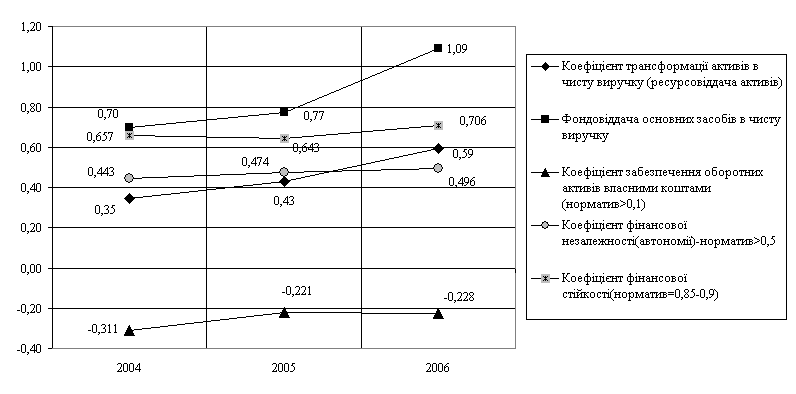 1,20
1,00
0,80
0,60
0,40
0,20
0,00
-0,20
-0,40
0,70
0,77
1,09
0,657
0,643
0,706
0,443
0,474
0,496
0,35
0,43
0,59
-0,311
-0,221
-0,228
2004
2005
2006
Коефіцієнт трансформації активів в
чисту виручку (ресурсовіддача активів)
Фондовіддача основних засобів в чисту
виручку
Коефіцієнт забезпечення оборотних
активів власними коштами
(норматив>0,1)
Коефіцієнт фінансової
незалежності(автономії)-норматив>0,5
Коефіцієнт фінансової
стійкості(норматив=0,85-0,9)